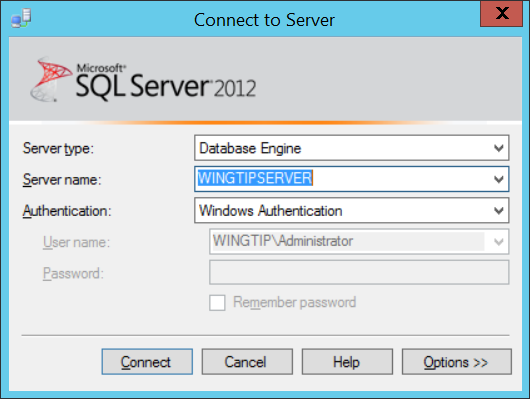 Connect to Server
X
Microsoft®
SQL Server® 2012
Server type: Database Engine
Server name: WINGTIPSERVER
Authentication: Windows Authentication
User name: WINGTIP\Administrator
Password:
Remember password
Connect Cancel Help Options >>